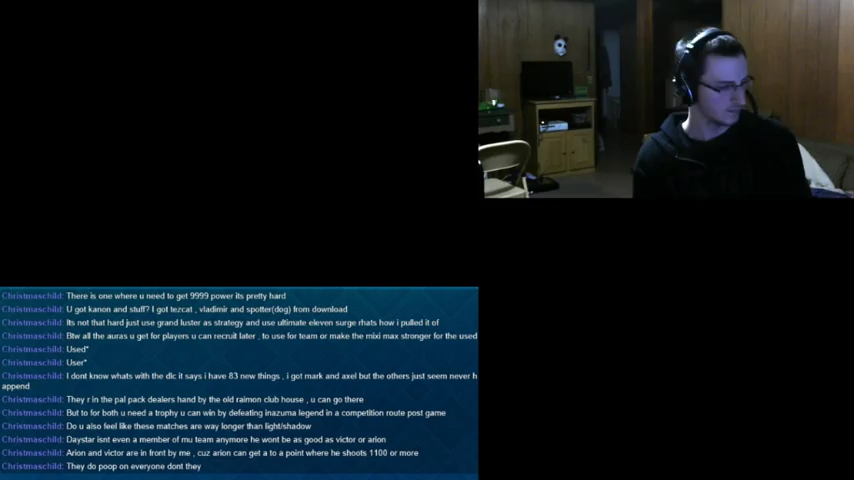 Christmaschild: There is one where u need to get 9999 power its pretty hard
Christmaschild: U got kanon and stuff? I got tezcat , vladimir and spotter(dog) from download
Christmaschild: Its not that hard just use grand luster as strategy and use ultimate eleven surge rhats how i pulled it of
Christmaschild: Btw all the auras u get for players u can recruit later , to use for team or make the mixi max stronger for the used
Christmaschild: Used*
Christmaschild: User*
Christmaschild: I dont know whats with the dlc it says i have 83 new things , i got mark and axel but the others just seem never h
append
Christmaschild: They r in the pal pack dealers hand by the old raimon club house , u can go there
Christmaschild: But to for both u need a trophy u can win by defeating inazuma legend in a competition route post game
Christmaschild: Do u also feel like these matches are way longer than light/shadow
Christmaschild: Daystar isnt even a member of mu team anymore he wont be as good as victor or arion
Christmaschild: Arion and victor are in front by me , cuz arion can get a to a point where he shoots 1100 or more
Christmaschild: They do poop on everyone dont they